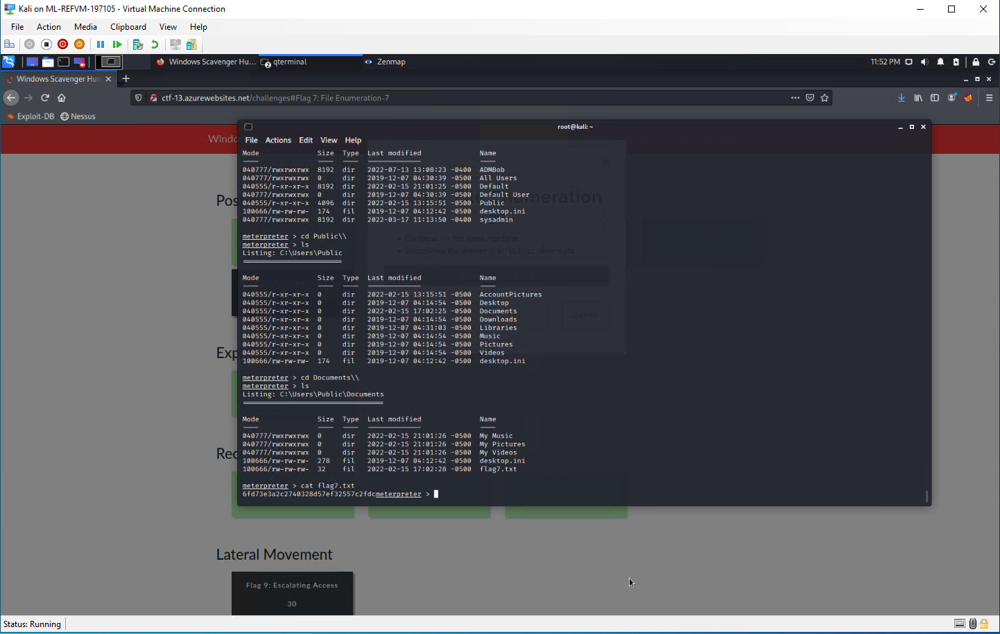 Kali on ML-REFVM-197105 - Virtual Machine Connection
File Action Media Clipboard View Help
Windows Scavenger Hu... qterminal Zenmap 11:52 PM
2
Windows Scavenger Hun
ctf-13.azurewebsites.net/challenges#Flag 7: File Enumeration-7
Exploit-DB Nessus
root@kali: ~
File Actions Edit View Help
Mode Size Type Last modified Name
040777/rwxrwxrwx 8192 dir 2022-07-13 13:08:23 -0400 ADMBob
040777/rwxrwxrwx 0 dir 2019-12-07 04:30:39 -0500 All Users
040555/r-xr-xr-x 8192 dir 2022-02-15 21:01:25 -0500 Default
040777/rwxrwxrwx 0 dir 2019-12-07 04:30:39 -0500 Default User
040555/r-xr-xr-x 4096 dir 2022-02-15 13:15:51 -0500 Public
100666/rw-rw-rw- 174 fil 2019-12-07 04:12:42 -0500 desktop.ini
040777/rwxrwxrwx 8192 dir 2022-03-17 11:13:50 -0400 sysadmin
meterpreter > cd Public\\
meterpreter > ls
Listing: C:\Users\Public
Mode Size Type Last modified Name
040555/r-xr-xr-x 0 dir 2022-02-15 13:15:51 -0500 AccountPictures
040555/r-xr-xr-x 0 dir 2019-12-07 04:14:54 -0500 Desktop
040555/r-xr-xr-x 0 dir 2022-02-15 17:02:25 -0500 Documents
040555/r-xr-xr-x 0 dir 2019-12-07 04:14:54 -0500 Downloads
040555/r-xr-xr-x 0 dir 2019-12-07 04:31:03 -0500 Libraries
040555/r-xr-xr-x 0 dir 2019-12-07 04:14:54 -0500 Music
040555/r-xr-xr-x 0 dir 2019-12-07 04:14:54 -0500 Pictures
040555/r-xr-xr-x 0 dir 2019-12-07 04:14:54 -0500 Videos
100666/rw-rw-rw- 174 fil 2019-12-07 04:12:42 -0500 desktop.ini
meterpreter > cd Documents\\
meterpreter > ls
Listing: C:\Users\Public\Documents
Mode Size Type Last modified Name
040777/rwxrwxrwx 0 dir 2022-02-15 21:01:26 -0500 My Music
040777/rwxrwxrwx 0 dir 2022-02-15 21:01:26 -0500 My Pictures
040777/rwxrwxrwx 0 dir 2022-02-15 21:01:26 -0500 My Videos
100666/rw-rw-rw- 278 fil 2019-12-07 04:12:42 -0500 desktop.ini
100666/rw-rw-rw- 32 fil 2022-02-15 17:02:28 -0500 flag7.txt
meterpreter > cat flag7.txt
6fd73e3a2c2740328d57ef32557c2fdcmeterpreter >
Windo
Pos
umeration
Continue on the same machine.
Exp
Rec
Lateral Movement
Flag 9: Escalating Access
30
Status: Running